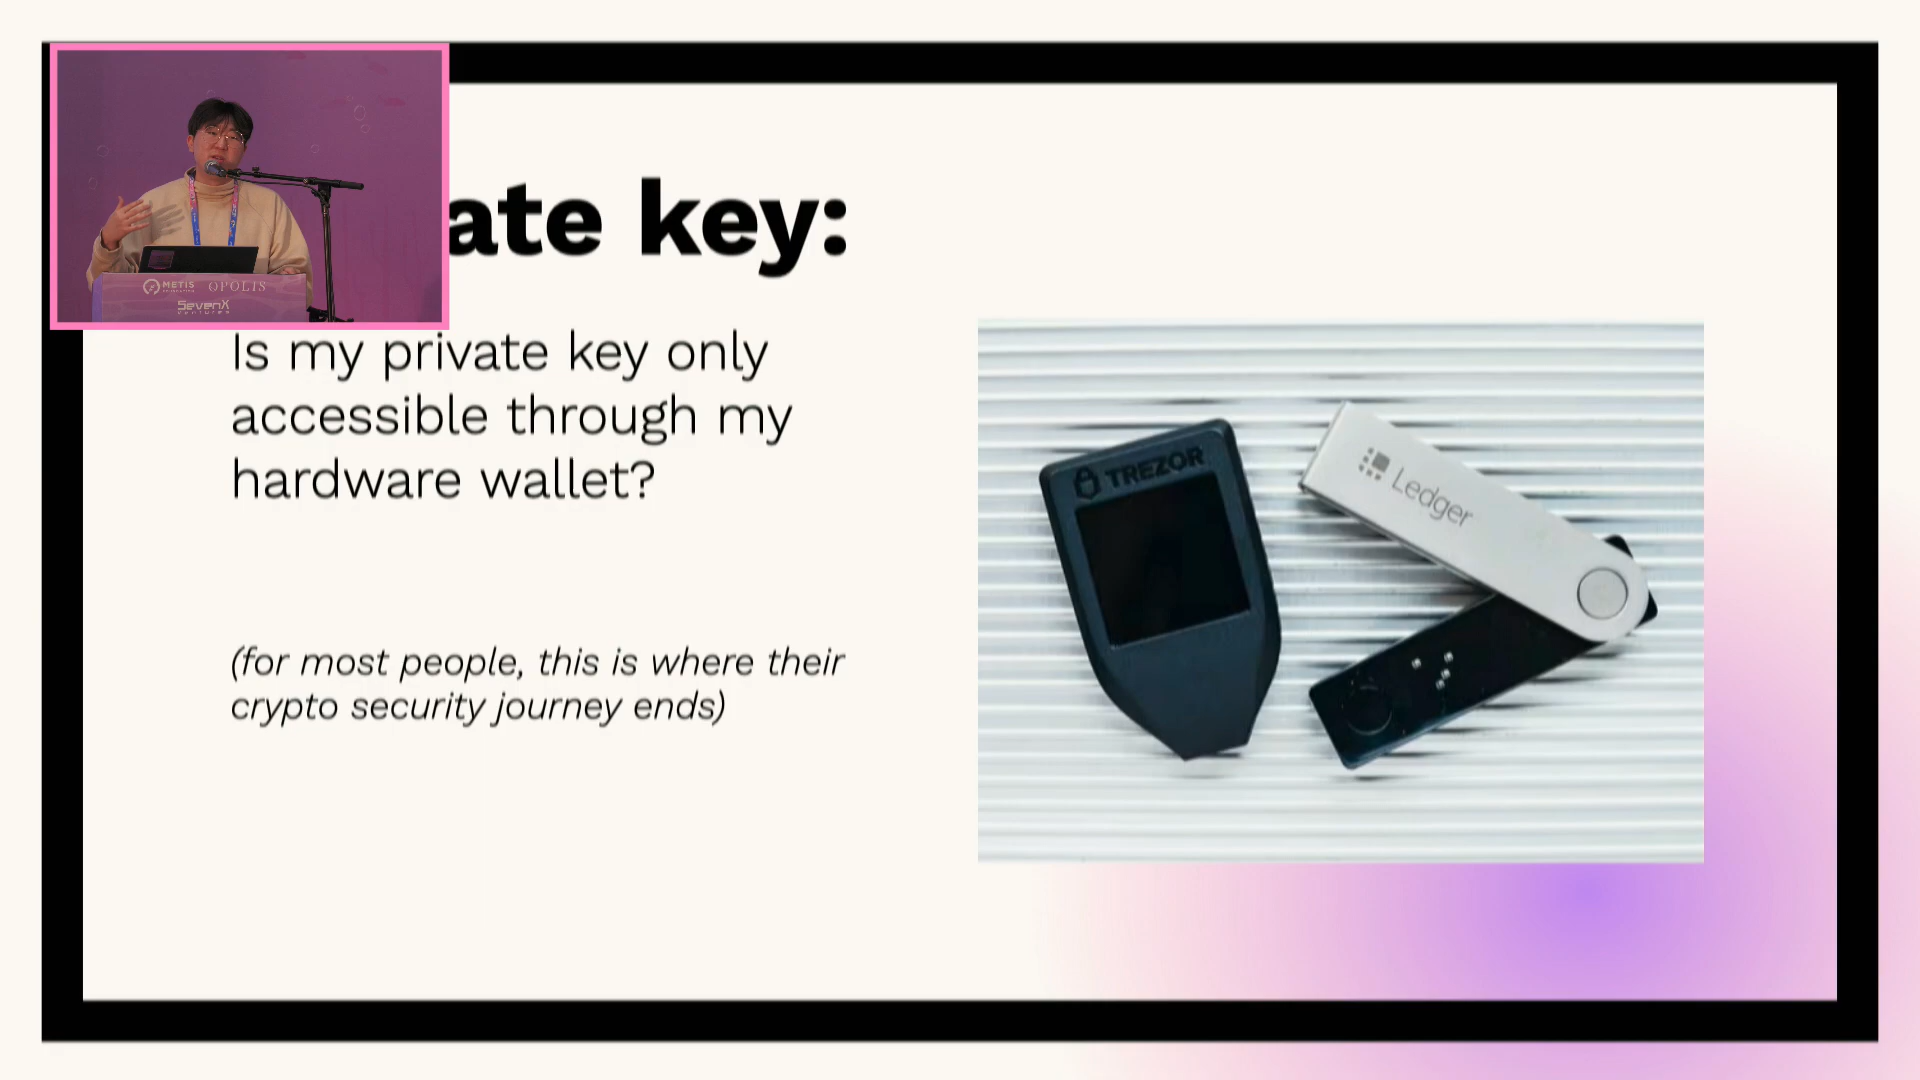 ate key:
Is my private key only
accessible through my
hardware wallet?
(for most people, this is where their
crypto security journey ends)
TREZOR
Ledger
METIS
OPOLIS
SevenX
Ventures